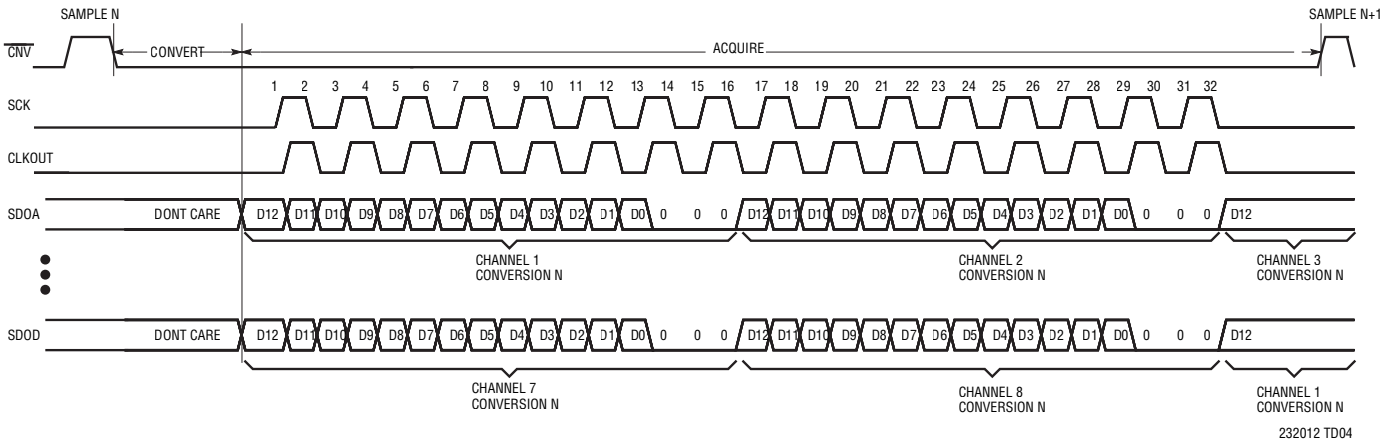 SAMPLE N SAMPLE N+1
CNV CONVERT ACQUIRE
1 2 3 4 5 6 7 8 9 10 11 12 13 14 15 16 17 18 19 20 21 22 23 24 25 26 27 28 29 30 31 32
SCK
CLKOUT
SDOA DONT CARE D12 D11 D10 D9 D8 D7 D6 D5 D4 D3 D2 D1 D0 0 0 0 D12 D11 D10 D9 D8 D7 D6 D5 D4 D3 D2 D1 D0 0 0 0 D12
CHANNEL 1 CHANNEL 2 CHANNEL 3
CONVERSION N CONVERSION N CONVERSION N
SDOD DONT CARE D12 D11 D10 D9 D8 D7 D6 D5 D4 D3 D2 D1 D0 0 0 0 D12 D11 D10 D9 D8 D7 D6 D5 D4 D3 D2 D1 D0 0 0 0 D12
CHANNEL 7 CHANNEL 8 CHANNEL 1
CONVERSION N CONVERSION N CONVERSION N
232012 TD04